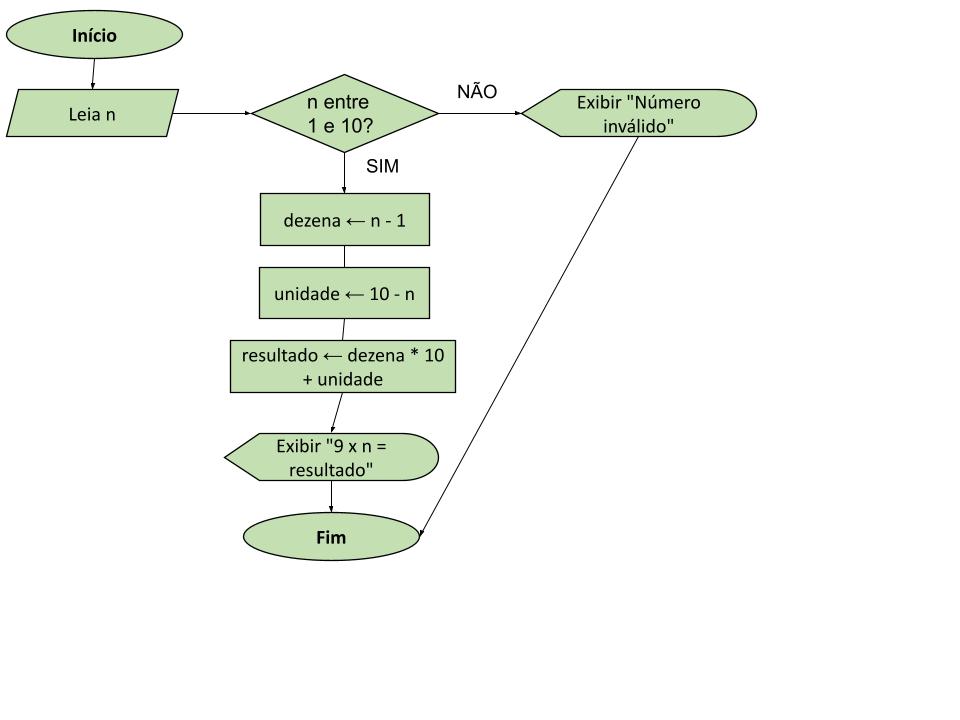 Início
Leia n
n entre
1 e 10?
NÃO
Exibir "Número
inválido"
SIM
dezena ← n - 1
unidade ← 10 - n
resultado ← dezena * 10
+ unidade
Exibir "9 x n =
resultado"
Fim